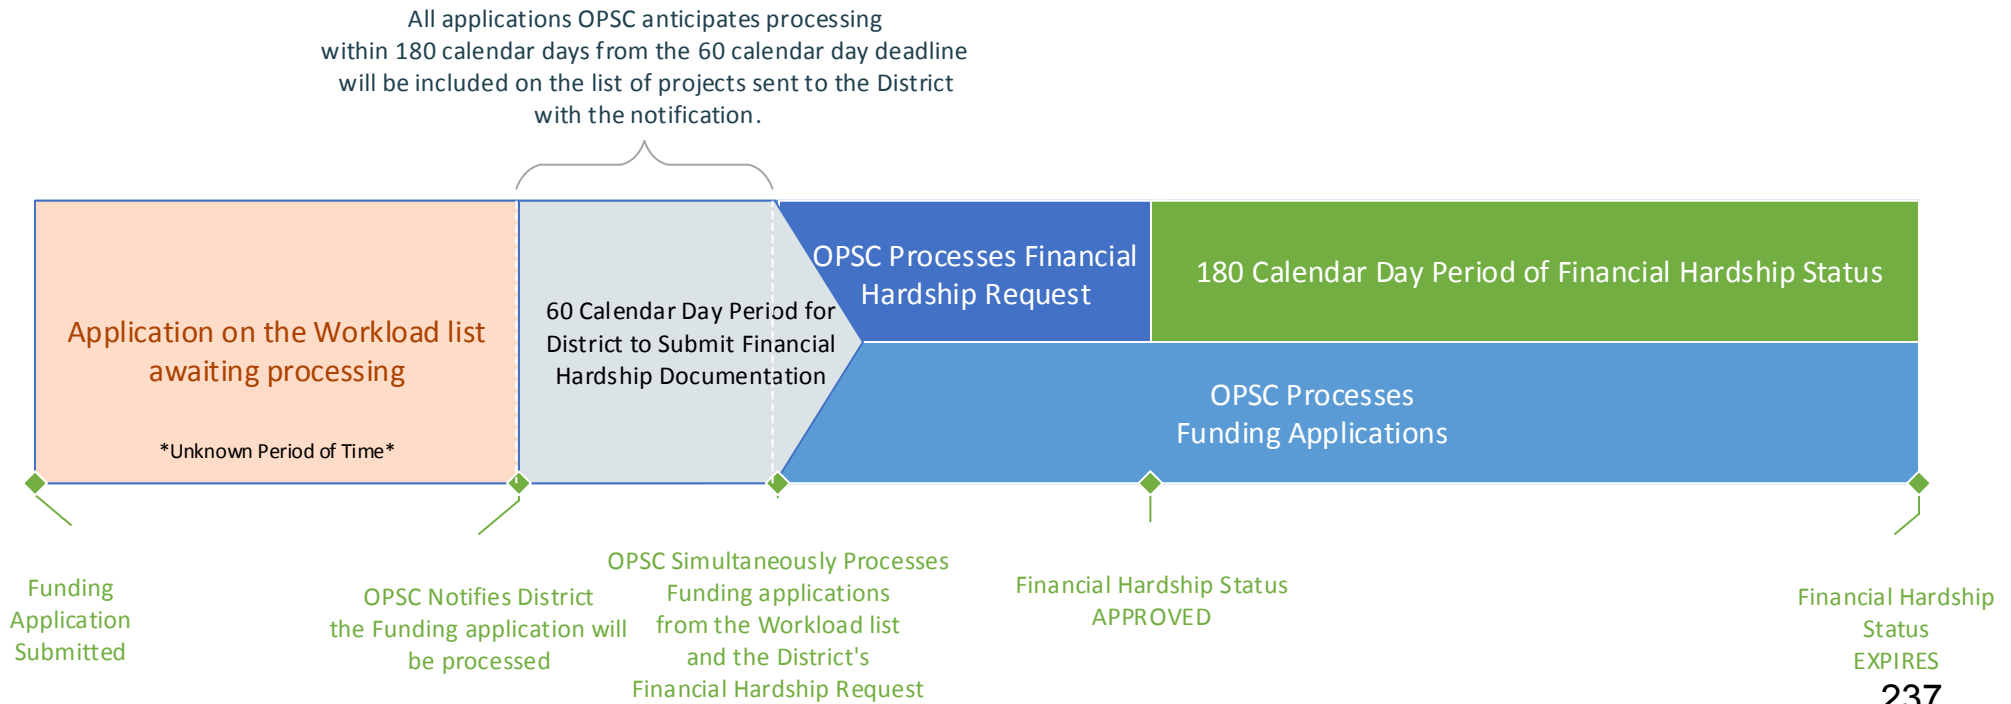 All applications OPSC anticipates processing
within 180 calendar days from the 60 calendar day deadline
will be included on the list of projects sent to the District
with the notification.
Application on the Workload list
awaiting processing
*Unknown Period of Time*
60 Calendar Day Period for
District to Submit Financial
Hardship Documentation
OPSC Processes Financial
Hardship Request
180 Calendar Day Period of Financial Hardship Status
OPSC Processes
Funding Applications
Funding
Application
Submitted
OPSC Notifies District
the Funding application will
be processed
OPSC Simultaneously Processes
Funding applications
from the Workload list
and the District's
Financial Hardship Request
Financial Hardship Status
APPROVED
Financial Hardship
Status
EXPIRES
237